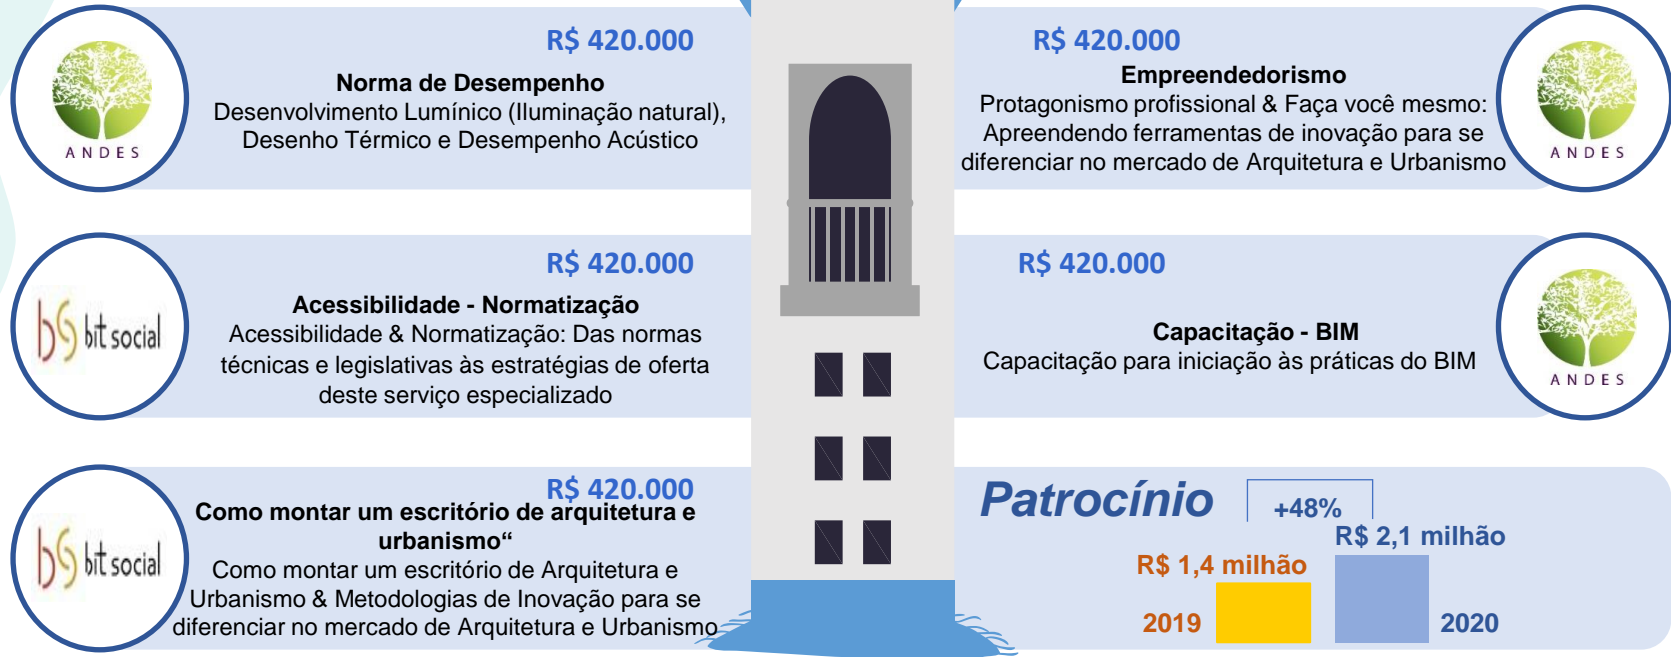 ANDES
R$ 420.000
Norma de Desempenho
Desenvolvimento Lumínico (Iluminação natural),
Desenho Térmico e Desempenho Acústico
R$ 420.000
Empreendedorismo
Protagonismo profissional & Faça você mesmo:
Apreendendo ferramentas de inovação para se
diferenciar no mercado de Arquitetura e Urbanismo
ANDES
bit social
R$ 420.000
Acessibilidade - Normatização
Acessibilidade & Normatização: Das normas
técnicas e legislativas às estratégias de oferta
deste serviço especializado
R$ 420.000
Capacitação - BIM
Capacitação para iniciação às práticas do BIM
ANDES
bit social
R$ 420.000
Como montar um escritório de arquitetura e
urbanismo“
Como montar um escritório de Arquitetura e
Urbanismo & Metodologias de Inovação para se
diferenciar no mercado de Arquitetura e Urbanismo
Patrocínio
+48%
R$ 2,1 milhão
R$ 1,4 milhão
2019
2020